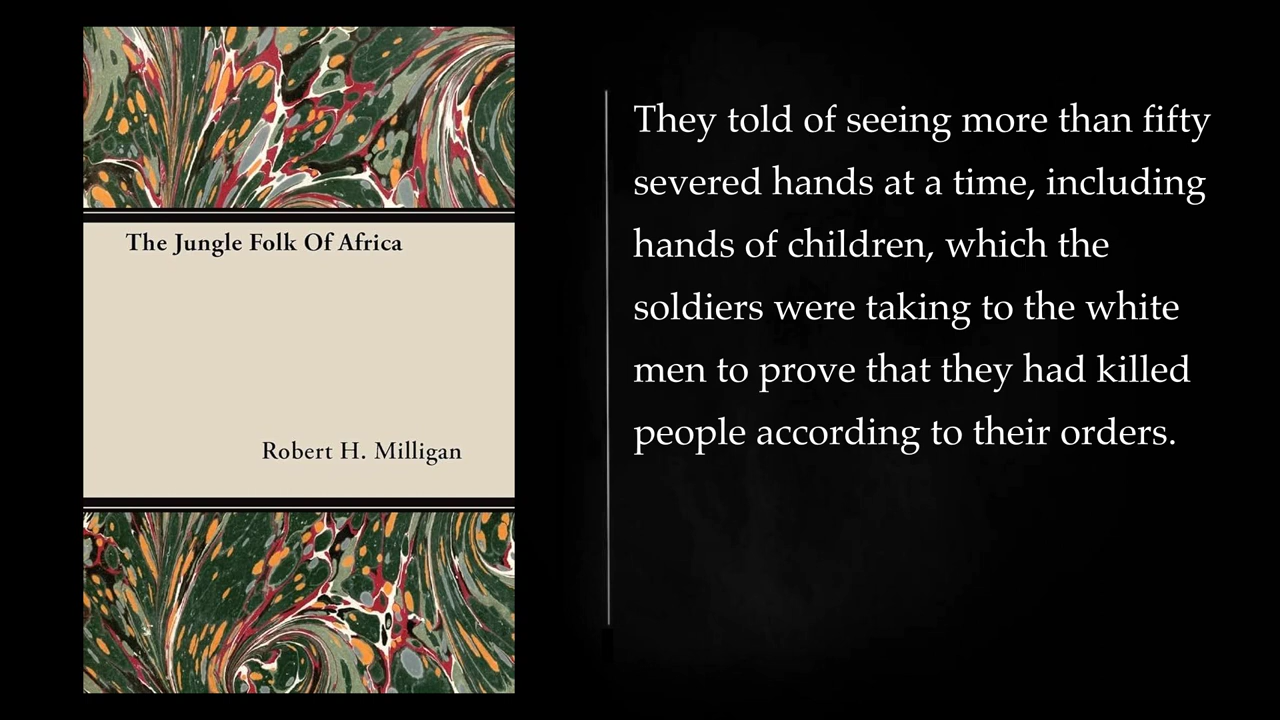 The Jungle Folk Of Africa
Robert H. Milligan
They told of seeing more than fifty
severed hands at a time, including
hands of children, which the
soldiers were taking to the white
men to prove that they had killed
people according to their orders.